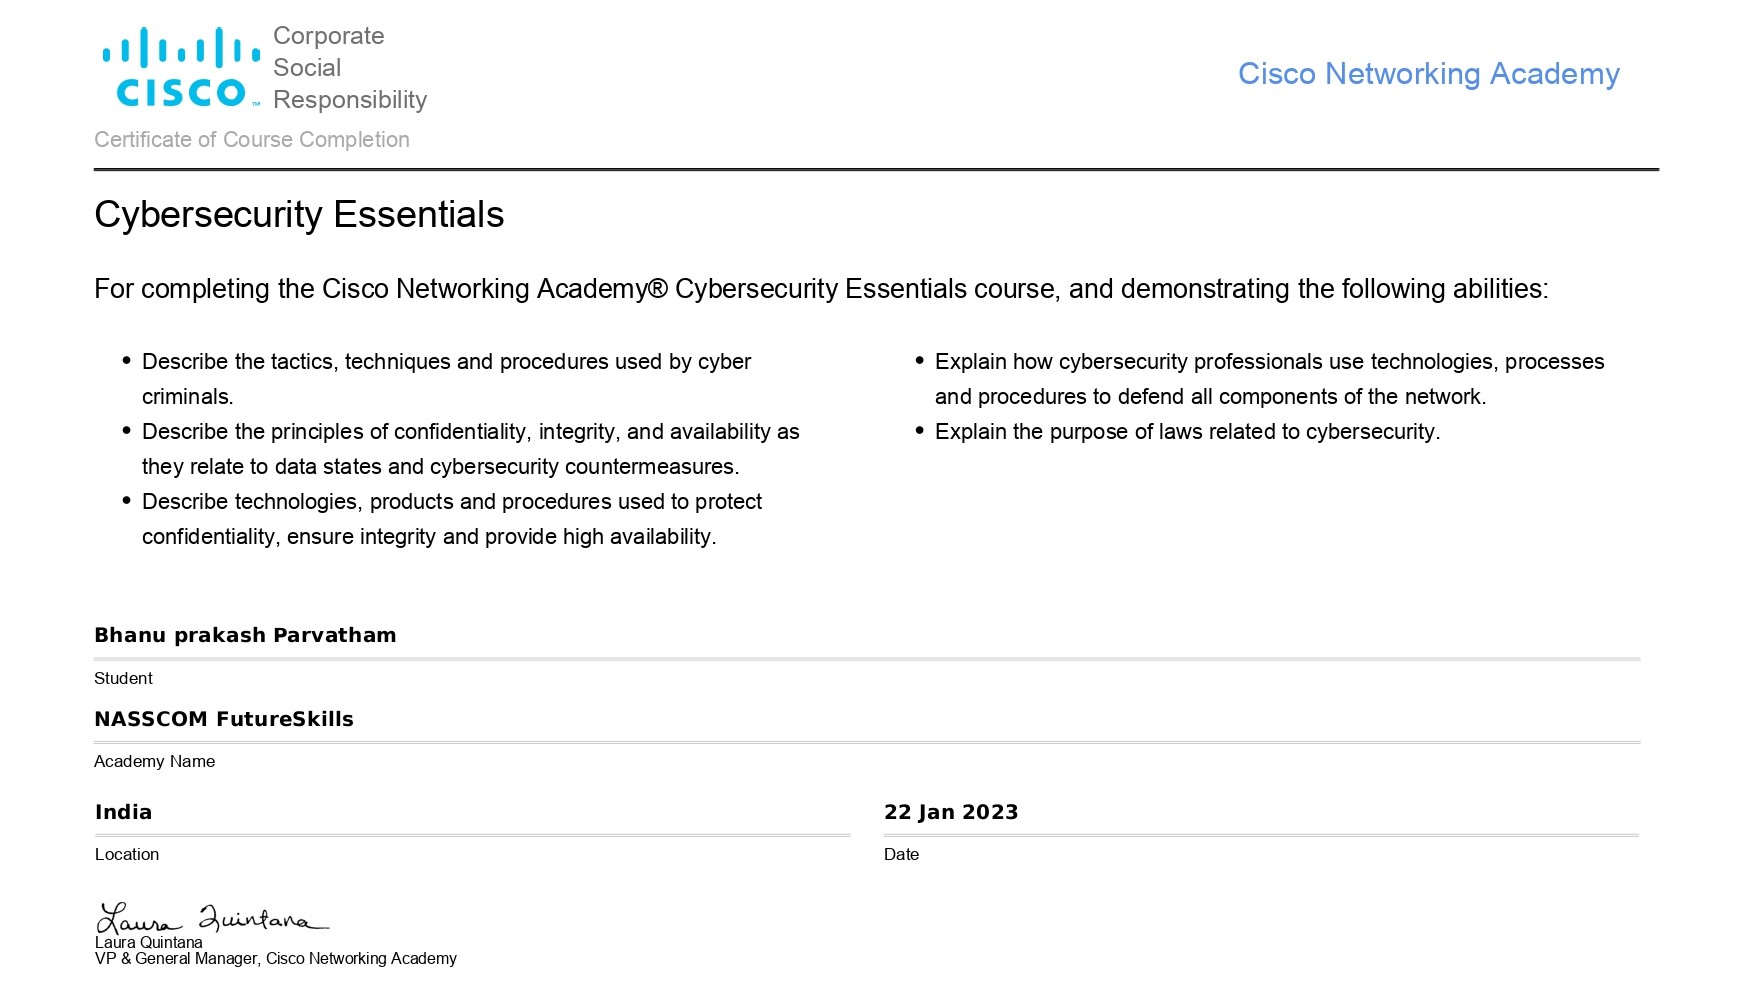 CISCO™
Corporate
Social
Responsibility
Cisco Networking Academy
Certificate of Course Completion
Cybersecurity Essentials
For completing the Cisco Networking Academy® Cybersecurity Essentials course, and demonstrating the following abilities:
• Describe the tactics, techniques and procedures used by cyber
criminals.
• Describe the principles of confidentiality, integrity, and availability as
they relate to data states and cybersecurity countermeasures.
• Describe technologies, products and procedures used to protect
confidentiality, ensure integrity and provide high availability.
• Explain how cybersecurity professionals use technologies, processes
and procedures to defend all components of the network.
• Explain the purpose of laws related to cybersecurity.
Bhanu prakash Parvatham
Student
NASSCOM FutureSkills
Academy Name
India
Location
22 Jan 2023
Date
Laura Quintana
Laura Quintana
VP & General Manager, Cisco Networking Academy